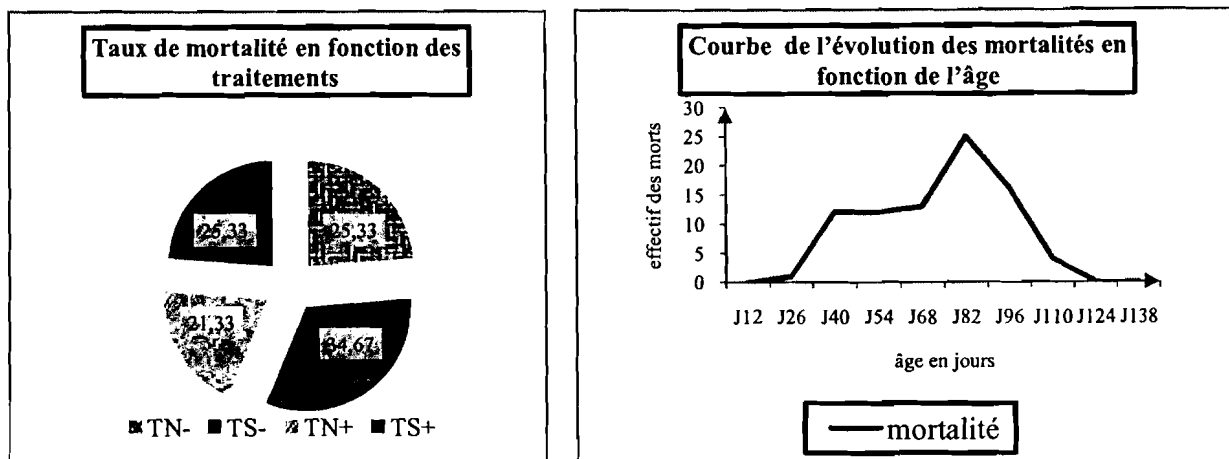 Taux de mortalité en fonction des
traitements
25,33
25,33
21,33
34,67
TN- TS- TN+ TS+
Courbe de l'évolution des mortalités en
fonction de l'âge
effectif des morts
30
25
20
15
10
5
0
J12 J26 J40 J54 J68 J82 J96 J110 J124 J138
âge en jours
mortalité